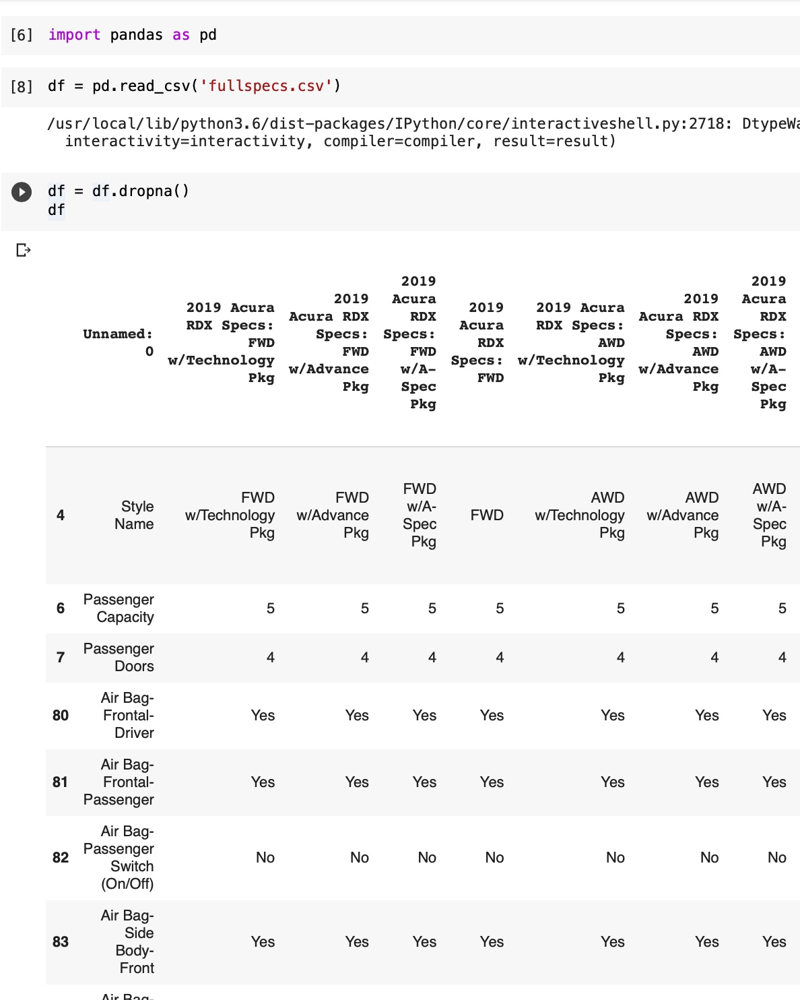 [6] import pandas as pd
[8] df = pd.read_csv('fullspecs.csv')
/usr/local/lib/python3.6/dist-packages/IPython/core/interactiveshell.py:2718: DtypeWa
interactivity=interactivity, compiler=compiler, result=result)
df = df.dropna()
df
Unnamed:
0
2019 Acura
RDX Specs:
FWD
w/Technology
Pkg
2019
Acura RDX
Specs:
FWD
w/Advance
Pkg
2019
Acura
RDX
Specs:
FWD
w/A-
Spec
Pkg
2019
Acura
RDX
Specs:
FWD
2019 Acura
RDX Specs:
AWD
w/Technology
Pkg
2019
Acura RDX
Specs:
AWD
w/Advance
Pkg
2019
Acura
RDX
Specs:
AWD
w/A-
Spec
Pkg
4
Style
Name
FWD
w/Technology
Pkg
FWD
w/Advance
Pkg
FWD
w/A-
Spec
Pkg
FWD
AWD
w/Technology
Pkg
AWD
w/Advance
Pkg
AWD
w/A-
Spec
Pkg
6
Passenger
Capacity
5 5 5 5 5 5 5
7
Passenger
Doors
4 4 4 4 4 4 4
80
Air Bag-
Frontal-
Driver
Yes Yes Yes Yes Yes Yes Yes
81
Air Bag-
Frontal-
Passenger
Yes Yes Yes Yes Yes Yes Yes
82
Air Bag-
Passenger
Switch
(On/Off)
No No No No No No No
83
Air Bag-
Side
Body-
Front
Yes Yes Yes Yes Yes Yes Yes
Air Bag-